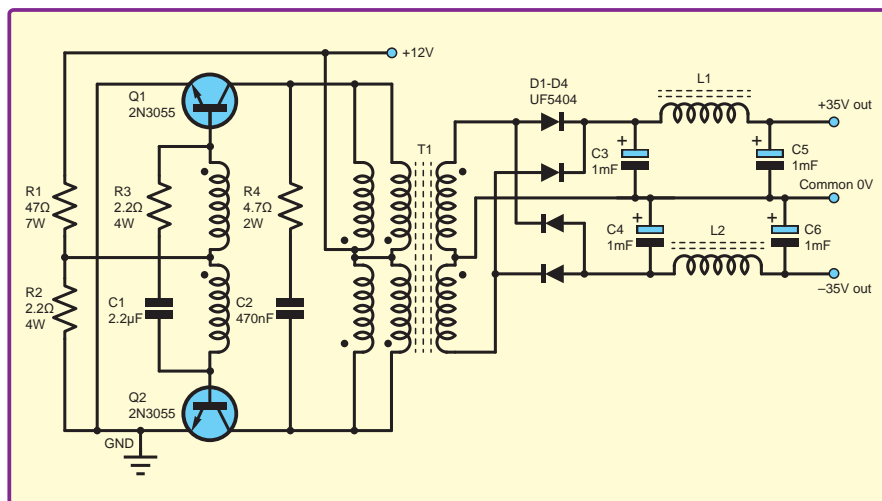 +12V
Q1
2N3055
D1-D4
UF5404
L1
+35V out
T1
+
C3
1mF
+
C5
1mF
R1
47Ω
7W
R3
2.2Ω
4W
R4
4.7Ω
2W
Common 0V
C4
1mF
+
L2
+
C6
1mF
–35V out
R2
2.2Ω
4W
C1
2.2µF
C2
470nF
Q2
2N3055
GND